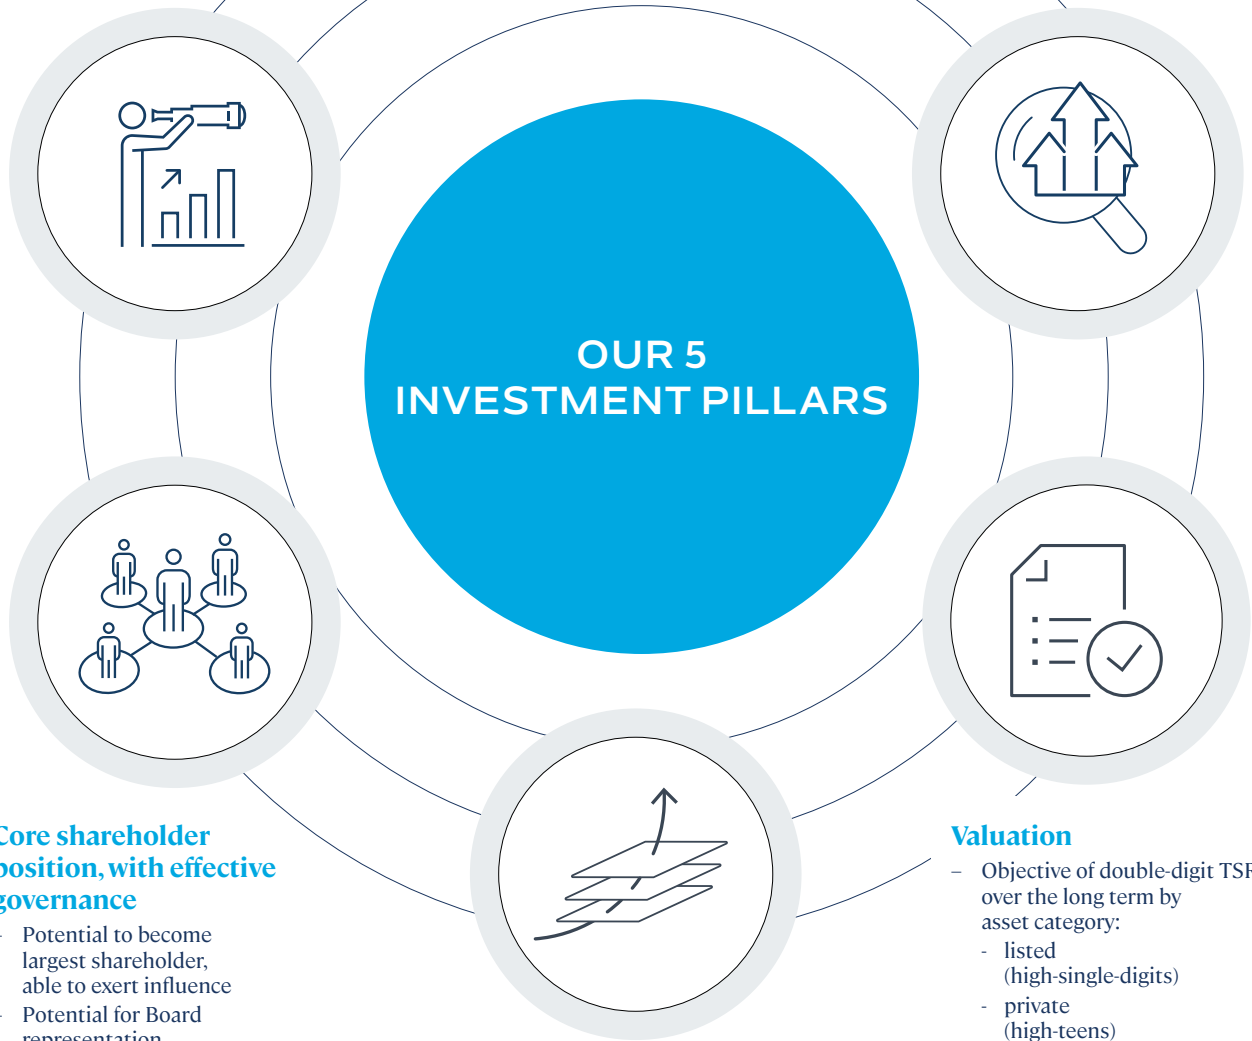 OUR 5
INVESTMENT PILLARS
Core shareholder
position, with effective
governance
- Potential to become
largest shareholder,
able to exert influence
- Potential for Board
representation
Valuation
– Objective of double-digit TSR
over the long term by
asset category:
- listed
(high-single-digits)
- private
(high-teens)